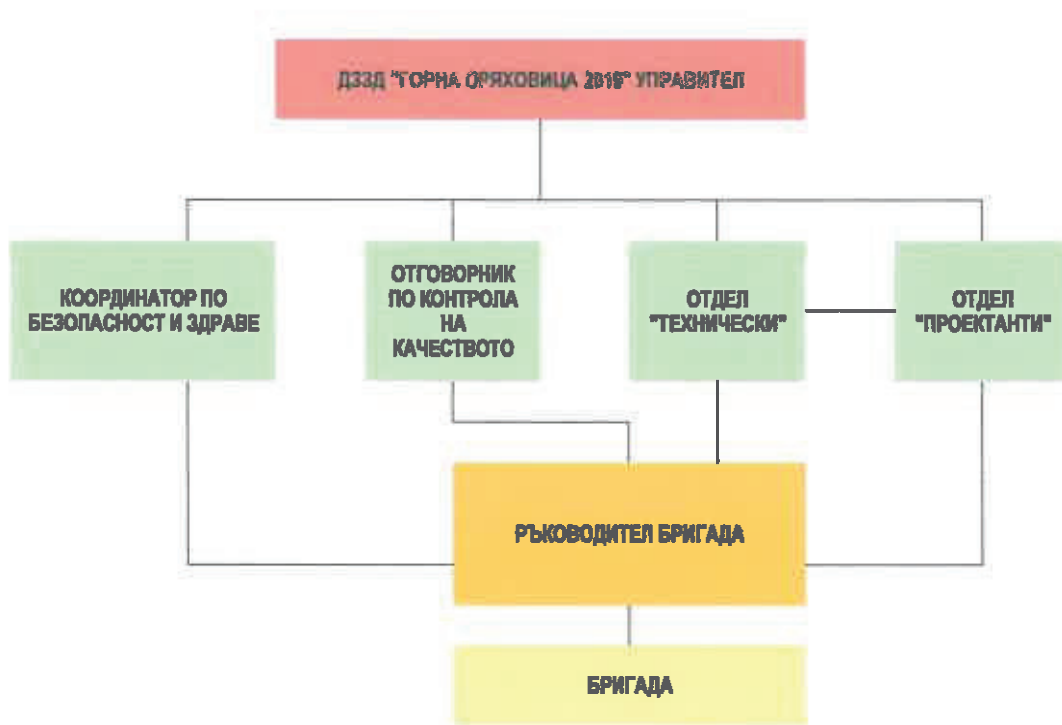 ДЗЗД "ГОРНА ОРЯХОВИЦА 2019" УПРАВИТЕЛ
КООРДИНАТОР ПО
БЕЗОПАСНОСТ И ЗДРАВЕ
ОТГОВОРНИК
ПО КОНТРОЛА
НА
КАЧЕСТВОТО
ОТДЕЛ
"ТЕХНИЧЕСКИ"
ОТДЕЛ
"ПРОЕКТАНТИ"
РЪКОВОДИТЕЛ БРИГАДА
БРИГАДА